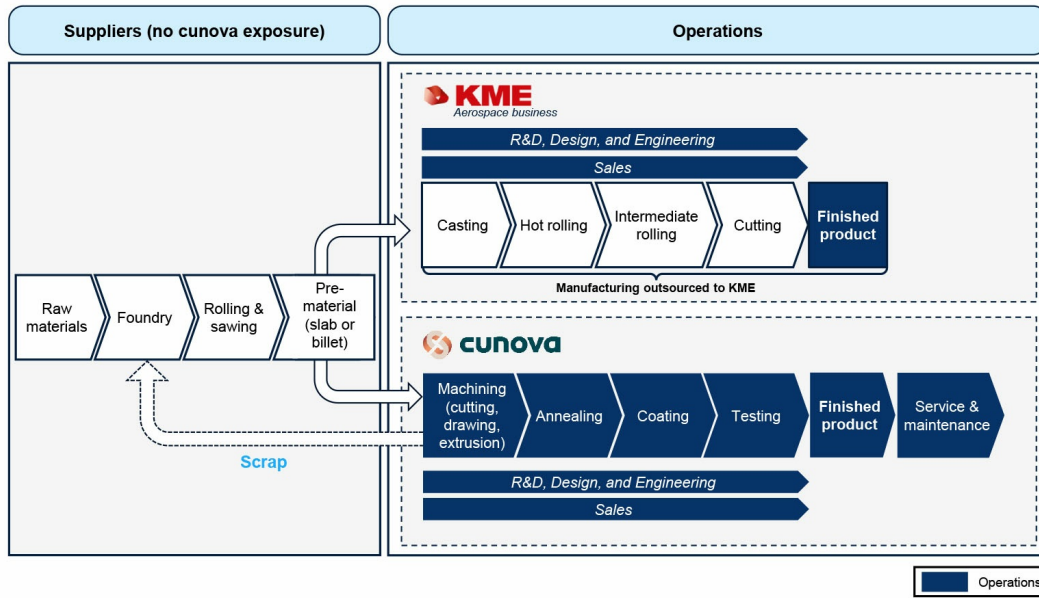 Suppliers (no cunova exposure)
Operations
KME
Aerospace business
R&D, Design, and Engineering
Sales
Casting
Hot rolling
Intermediate
rolling
Cutting
Finished
product
Manufacturing outsourced to KME
Raw
materials
Foundry
Rolling &
sawing
Pre-
material
(slab or
billet)
cunova
Machining
(cutting,
drawing,
extrusion)
Annealing
Coating
Testing
Finished
product
Service &
maintenance
Scrap
R&D, Design, and Engineering
Sales
Operations